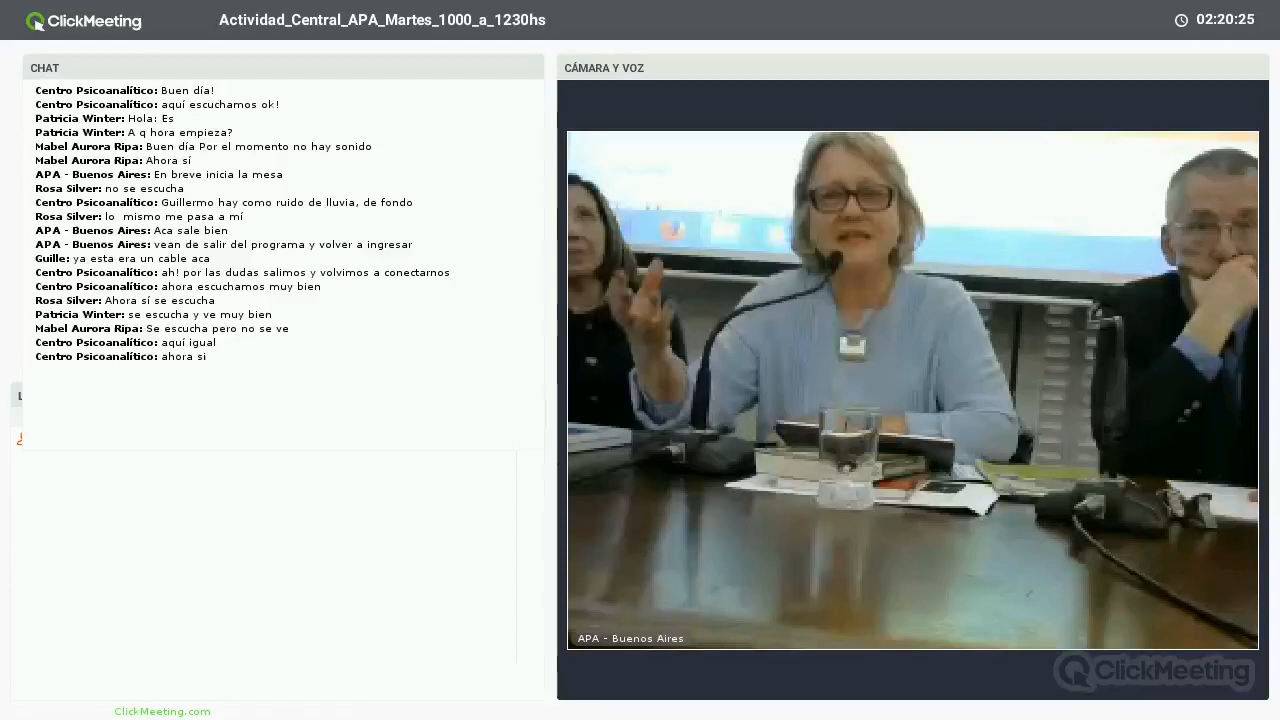 ClickMeeting
Actividad_Central_APA_Martes_1000_a_1230hs
02:20:25
CHAT
Centro Psicoanalítico: Buen día!
Centro Psicoanalítico: aquí escuchamos ok!
Patricia Winter: Hola: Es
Patricia Winter: A q hora empieza?
Mabel Aurora Ripa: Buen día Por el momento no hay sonido
Mabel Aurora Ripa: Ahora sí
APA - Buenos Aires: En breve inicia la mesa
Rosa Silver: no se escucha
Centro Psicoanalítico: Guillermo hay como ruido de lluvia, de fondo
Rosa Silver: lo  mismo me pasa a mí
APA - Buenos Aires: Aca sale bien
APA - Buenos Aires: vean de salir del programa y volver a ingresar
Guille: ya esta era un cable aca
Centro Psicoanalítico: ah! por las dudas salimos y volvimos a conectarnos
Centro Psicoanalítico: ahora escuchamos muy bien
Rosa Silver: Ahora sí se escucha
Patricia Winter: se escucha y ve muy bien
Mabel Aurora Ripa: Se escucha pero no se ve
Centro Psicoanalítico: aquí igual
Centro Psicoanalítico: ahora si
CÁMARA Y VOZ
APA - Buenos Aires
ClickMeeting
ClickMeeting.com